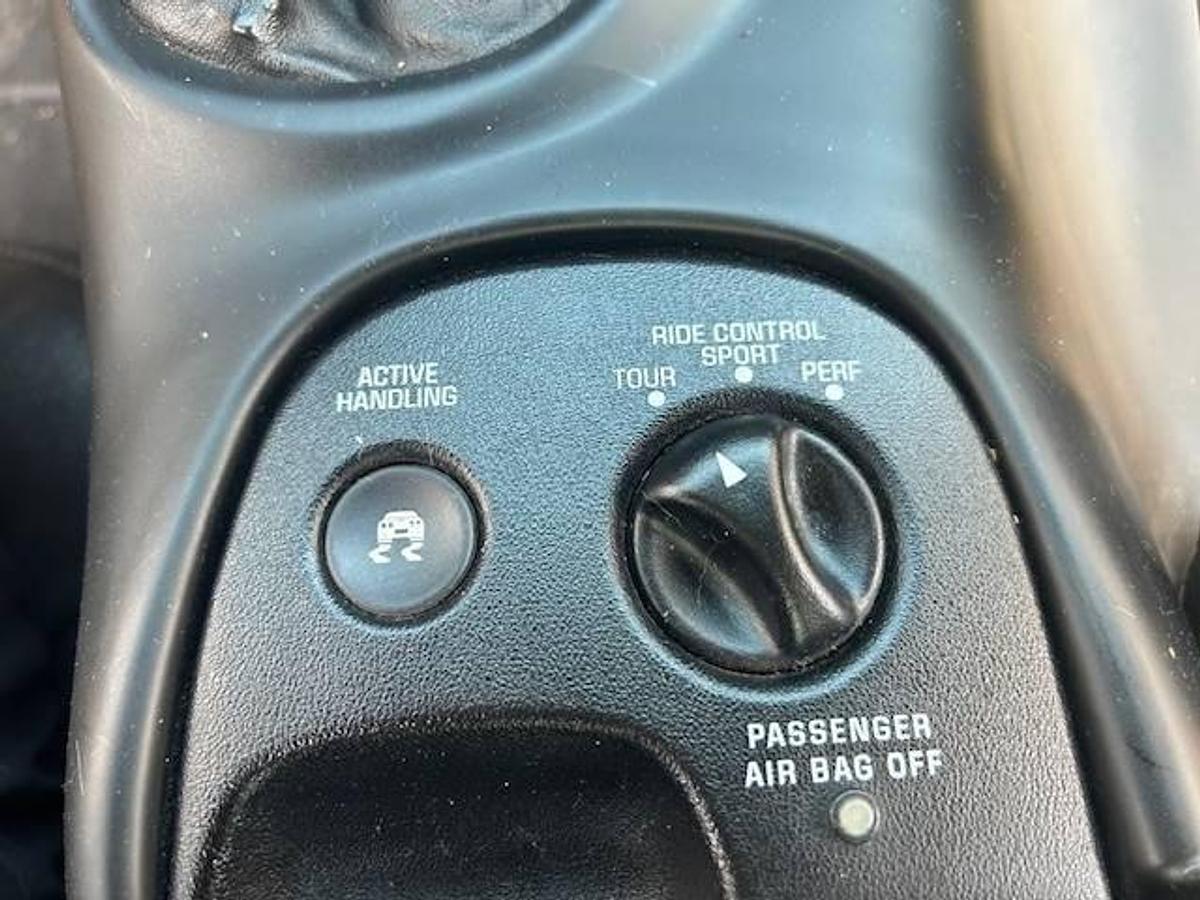 ACTIVE
HANDLING
RIDE CONTROL
SPORT
TOUR
PERF
PASSENGER
AIR BAG OFF